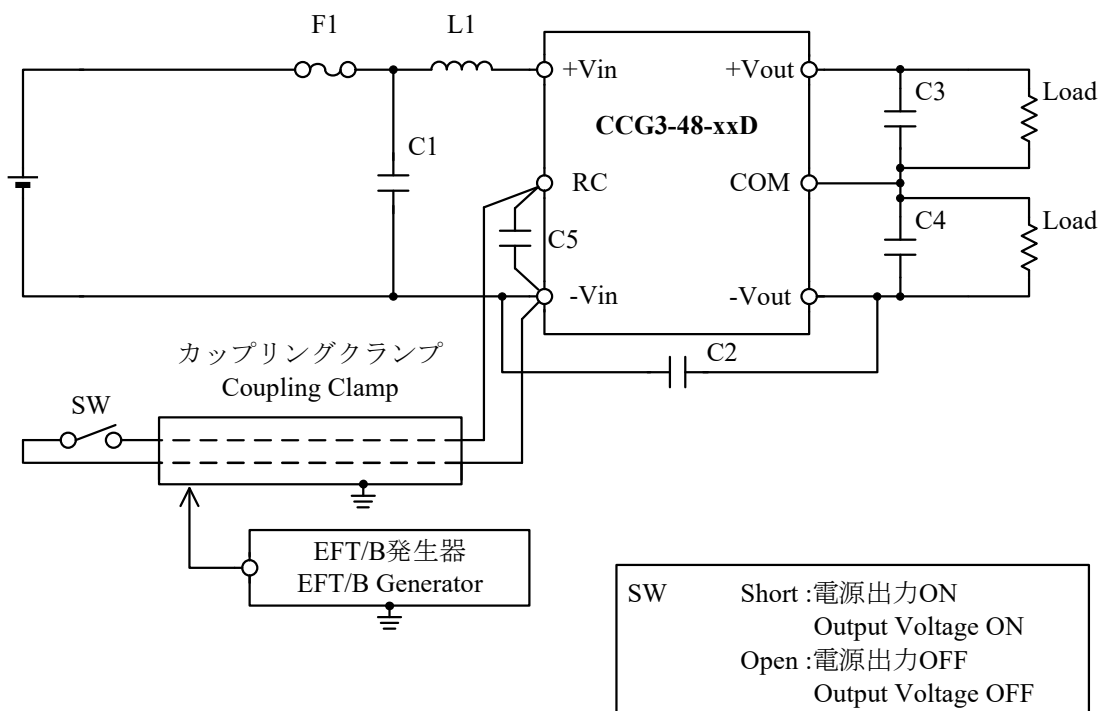 F1
L1
+Vin
+Vout
C3
Load
CCG3-48-xxD
C1
RC
COM
C5
C4
Load
-Vin
-Vout
C2
カップリングクランプ
Coupling Clamp
SW
EFT/B発生器
EFT/B Generator
SW Short :電源出力ON
Output Voltage ON
Open :電源出力OFF
Output Voltage OFF